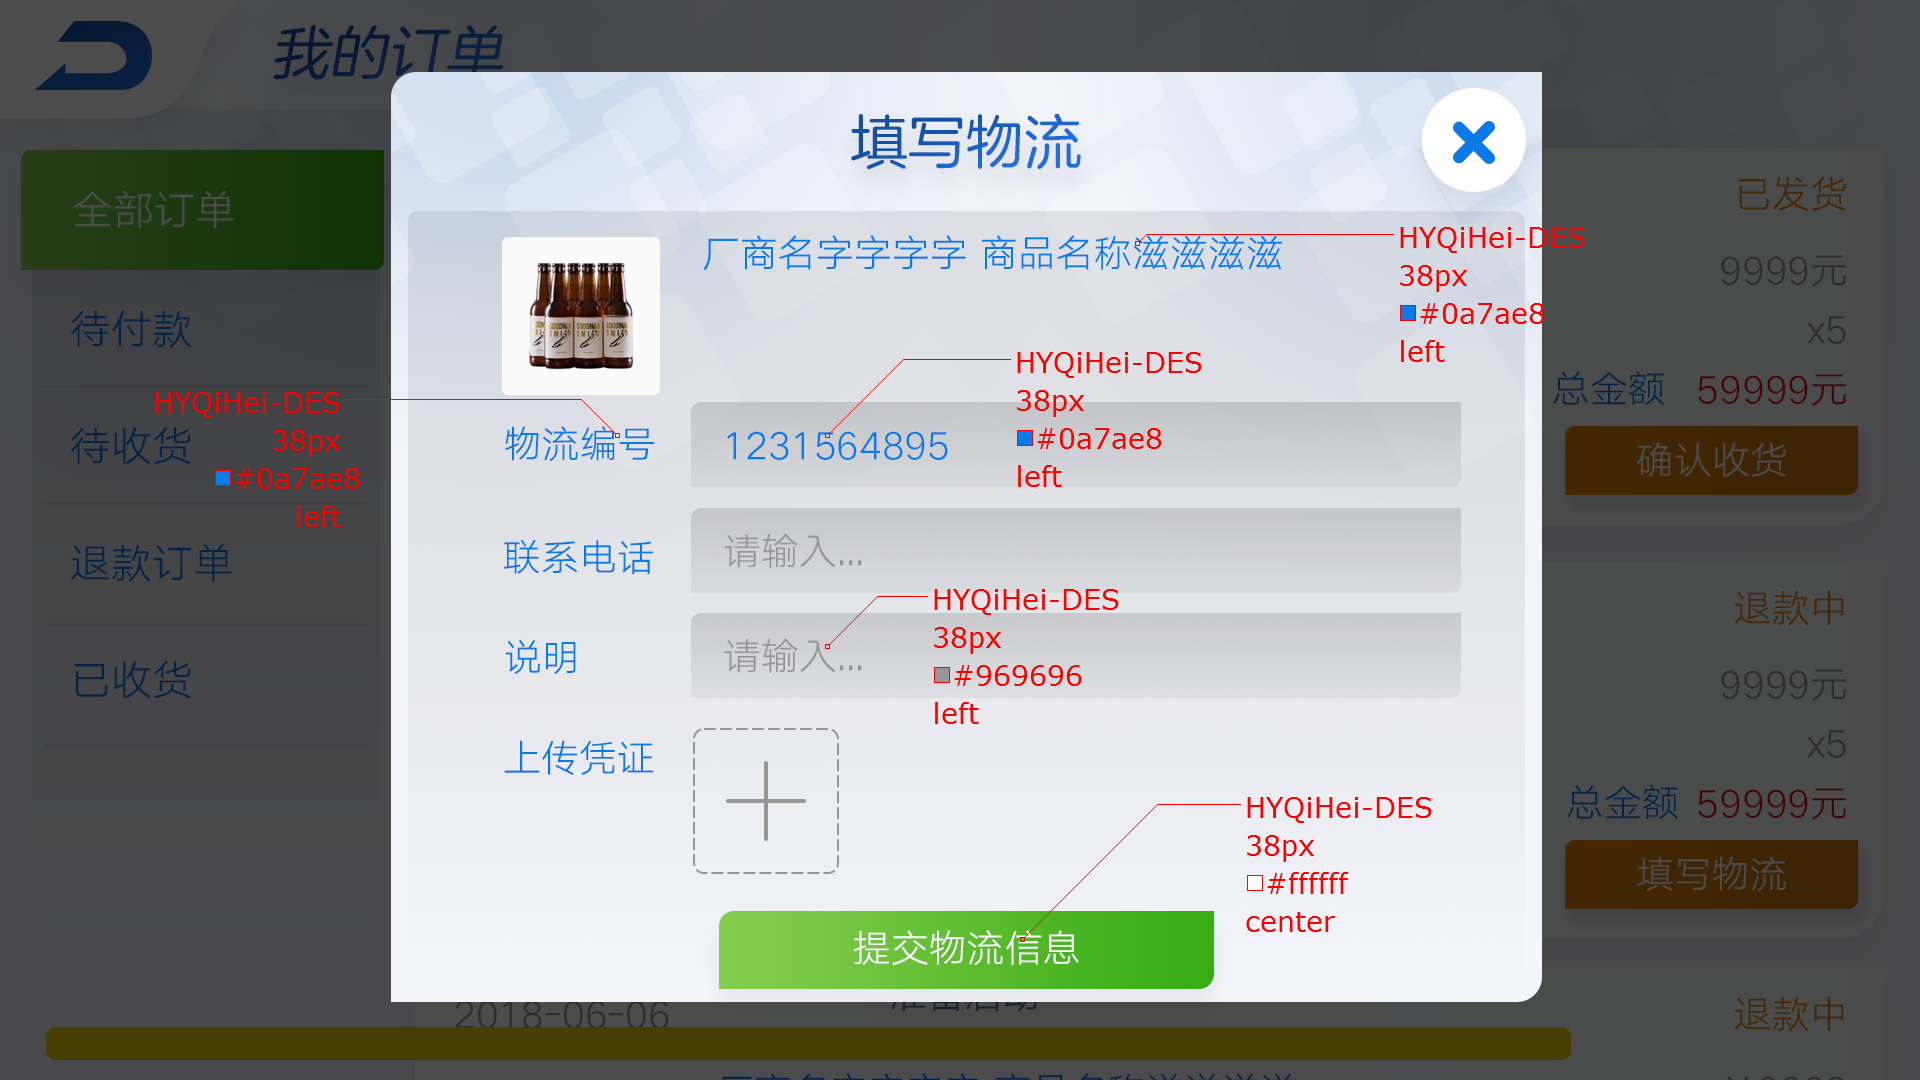 我的订单
填写物流
全部订单
待付款
待收货
退款订单
已收货
厂商名字字字字 商品名称滋滋滋滋
HYQiHei-DES
38px
#0a7ae8
left
物流编号
HYQiHei-DES
38px
#0a7ae8
left
1231564895
HYQiHei-DES
38px
#0a7ae8
left
联系电话
请输入...
说明
请输入...
HYQiHei-DES
38px
#969696
left
上传凭证
HYQiHei-DES
38px
#ffffff
center
提交物流信息
已发货
9999元
x5
总金额 59999元
确认收货
退款中
9999元
x5
总金额 59999元
填写物流
2018-06-06
退款中